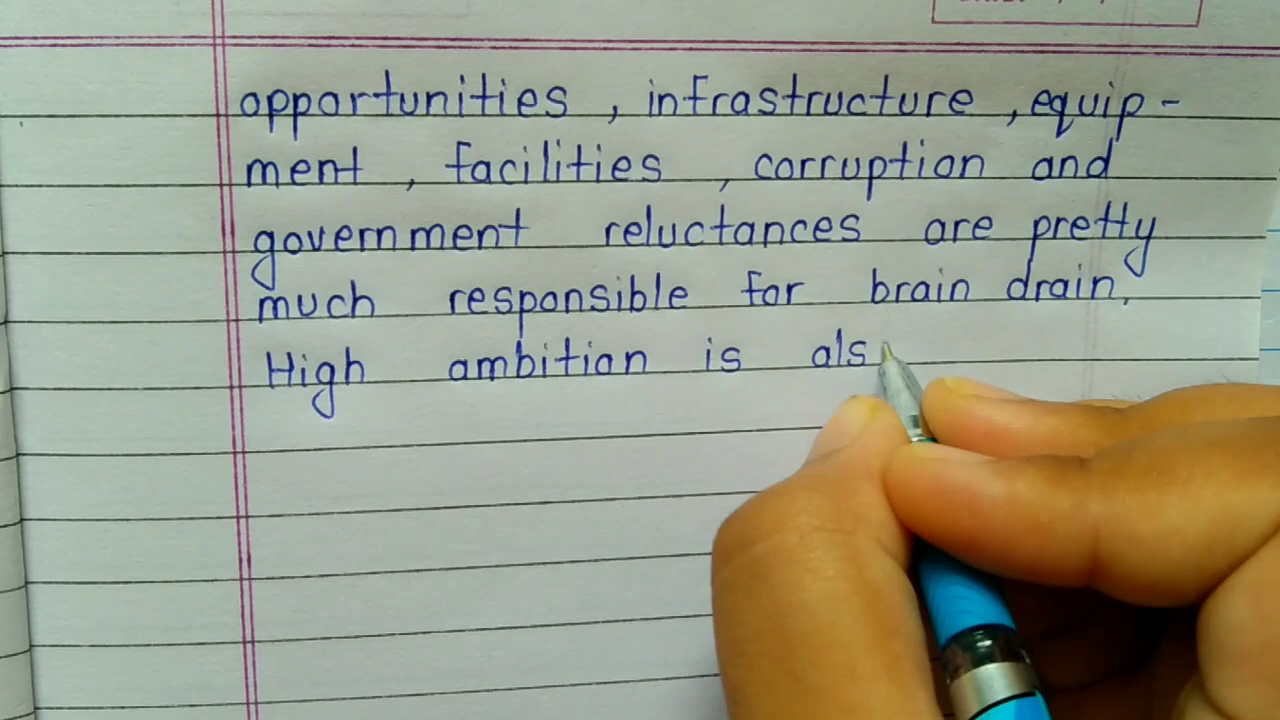 opportunities , infrastructure , equip-
ment , facilities , corruption and
government reluctances are pretty
much responsible for brain drain.
High ambition is als